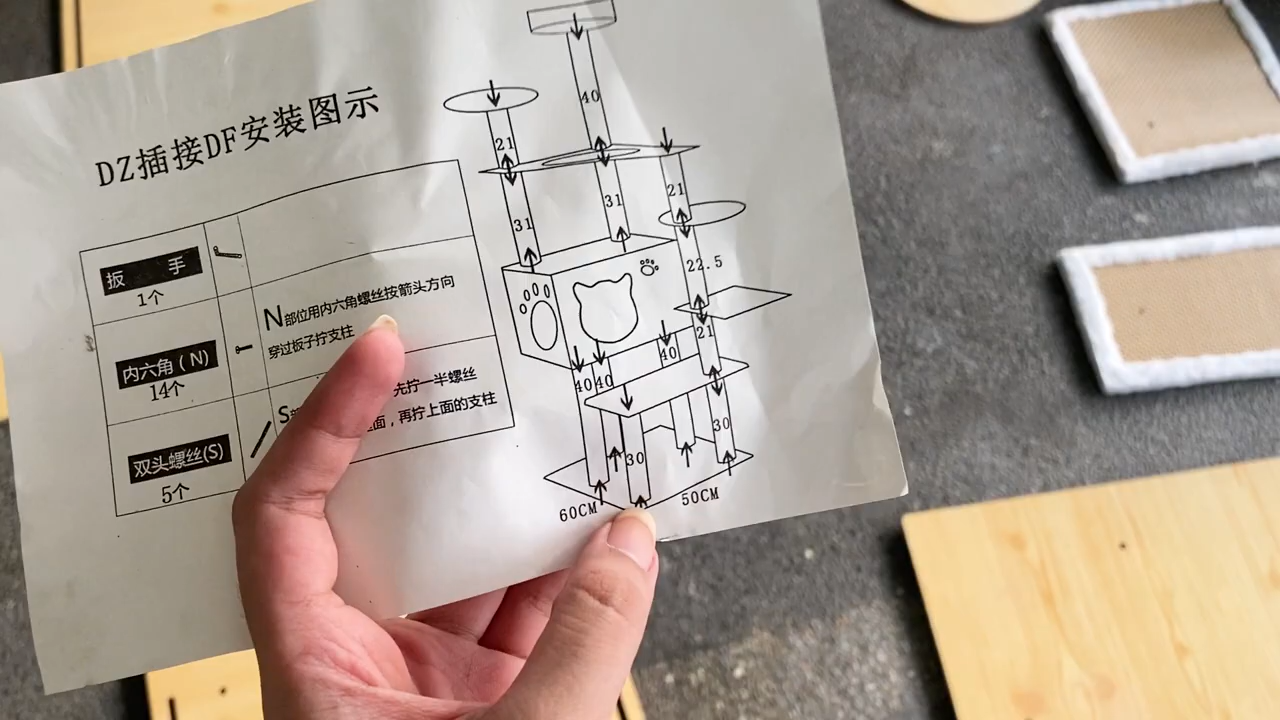 DZ插接DF安装图示
扳 手
1个
内六角(N)
14个
N部位用内六角螺丝按箭头方向
穿过板子拧支柱
双头螺丝(S)
5个
S
先拧一半螺丝
面，再拧上面的支柱
40
21
31
31
21
22.5
21
40
40
40
30
30
60CM
50CM